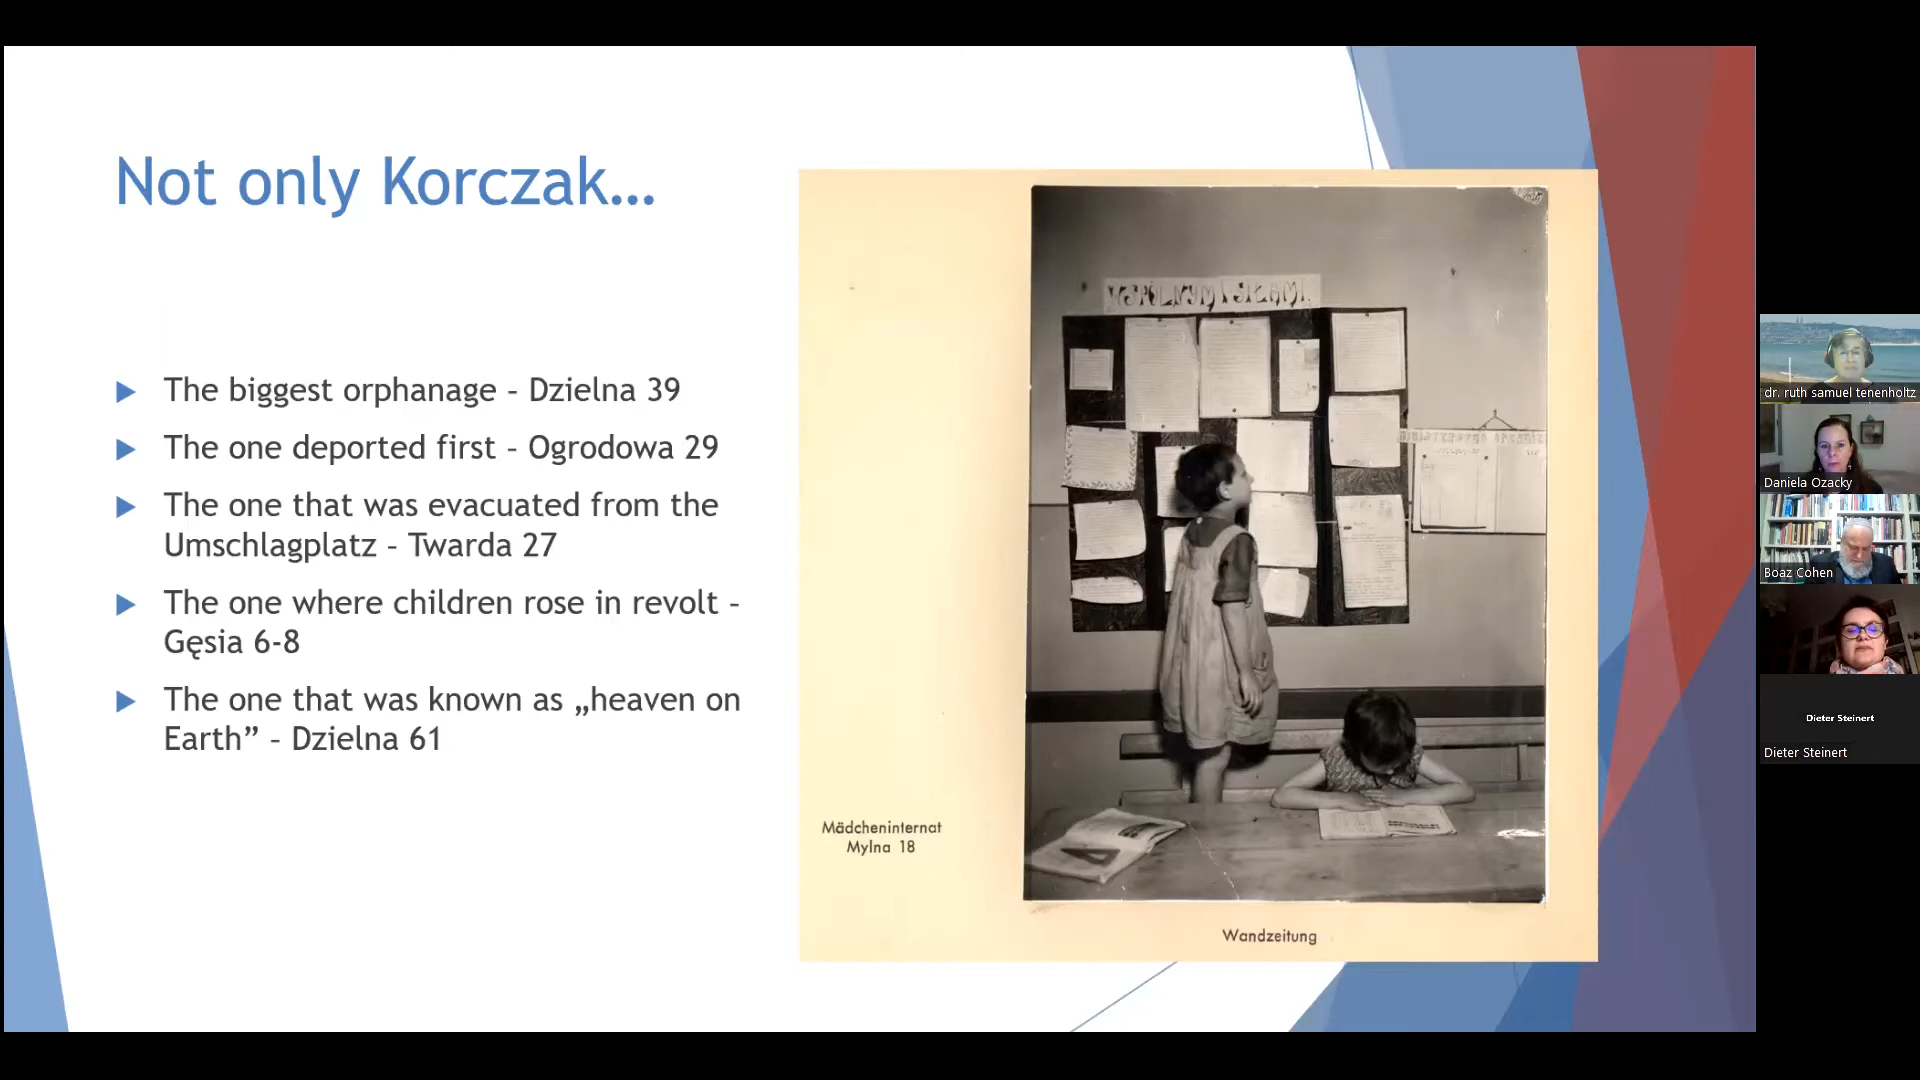 Not only Korczak...
The biggest orphanage - Dzielna 39
The one deported first - Ogrodowa 29
The one that was evacuated from the
Umschlagplatz - Twarda 27
The one where children rose in revolt -
Gęsia 6-8
The one that was known as „heaven on
Earth” - Dzielna 61
WSPÓLNYMI SIŁAMI.
Mädcheninternat
Mylna 18
Wandzeitung
dr. ruth samuel tenenholtz
Daniela Ozacky
Boaz Cohen
Dieter Steinert
Dieter Steinert